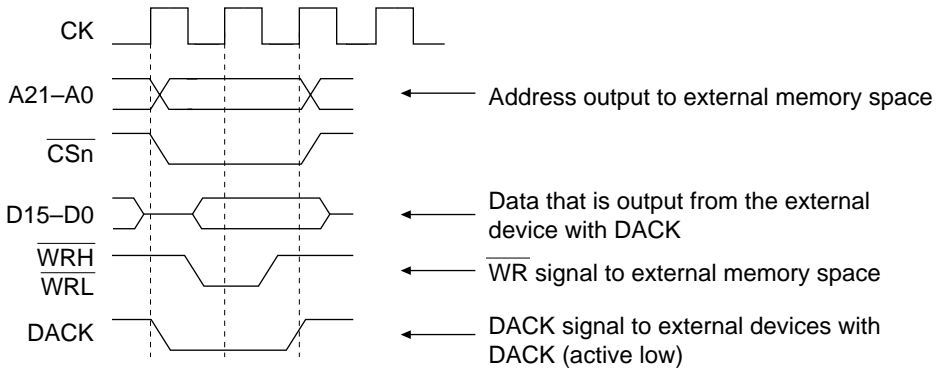 CK
A21–A0
Address output to external memory space
CSn
D15–D0
Data that is output from the external
device with DACK
WRH
WRL
WR signal to external memory space
DACK
DACK signal to external devices with
DACK (active low)